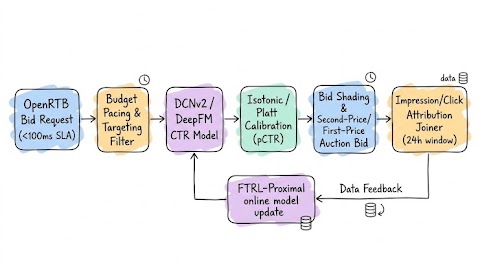 OpenRTB
Bid Request
(<100ms SLA)
Budget
Pacing &
Targeting
Filter
DCNv2 /
DeepFM
CTR Model
Isotonic /
Platt
Calibration
(pCTR)
Bid Shading
&
Second-Price/
First-Price
Auction Bid
data
Impression/Click
Attribution
Joiner
(24h window)
FTRL-Proximal
online model
update
Data Feedback